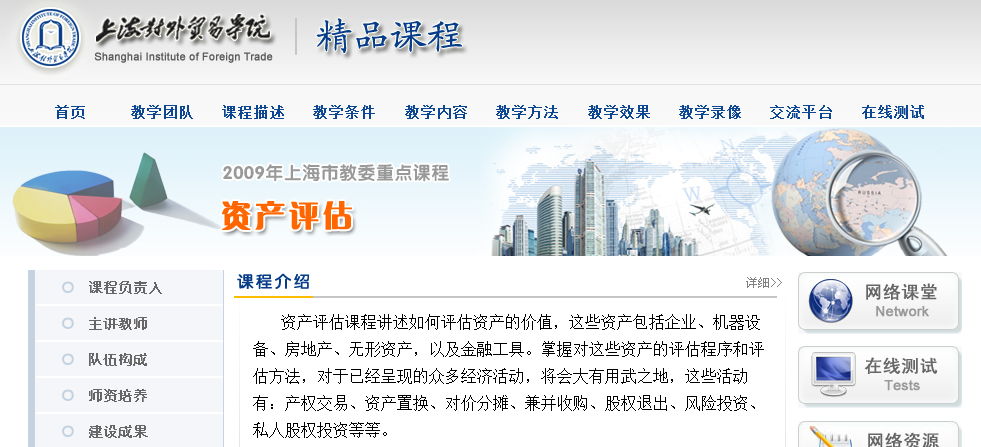 上海对外贸易学院
Shanghai Institute of Foreign Trade
精品课程
首页 教学团队 课程描述 教学条件 教学内容 教学方法 教学效果 教学录像 交流平台 在线测试
2009年上海市教委重点课程
资产评估
RUSSIA
课程负责人
主讲教师
队伍构成
师资培养
建设成果
课程介绍
详细>>
资产评估课程讲述如何评估资产的价值，这些资产包括企业、机器设
备、房地产、无形资产，以及金融工具。掌握对这些资产的评估程序和评
估方法，对于已经呈现的众多经济活动，将会大有用武之地，这些活动
有：产权交易、资产置换、对价分摊、兼并收购、股权退出、风险投资、
私人股权投资等等。
网络课堂
Network
在线测试
Tests
网络资源